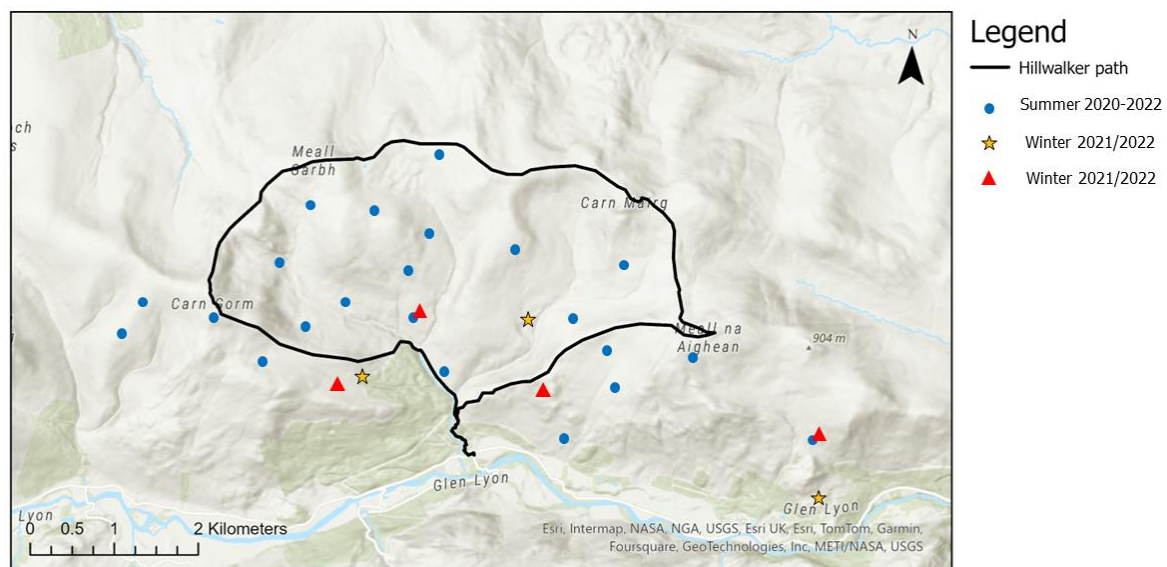 Legend
N
Hillwalker path
Summer 2020-2022
Winter 2021/2022
Winter 2021/2022
ch
s
Meall
Garbh
Carn Mairg
Carn Gorm
Meall na
Aighean
904 m
Glen Lyon
Glen Lyon
Lyon
0 0.5 1 2 Kilometers
Esri, Intermap, NASA, NGA, USGS, Esri UK, Esri, TomTom, Garmin,
Foursquare, GeoTechnologies, Inc, METI/NASA, USGS